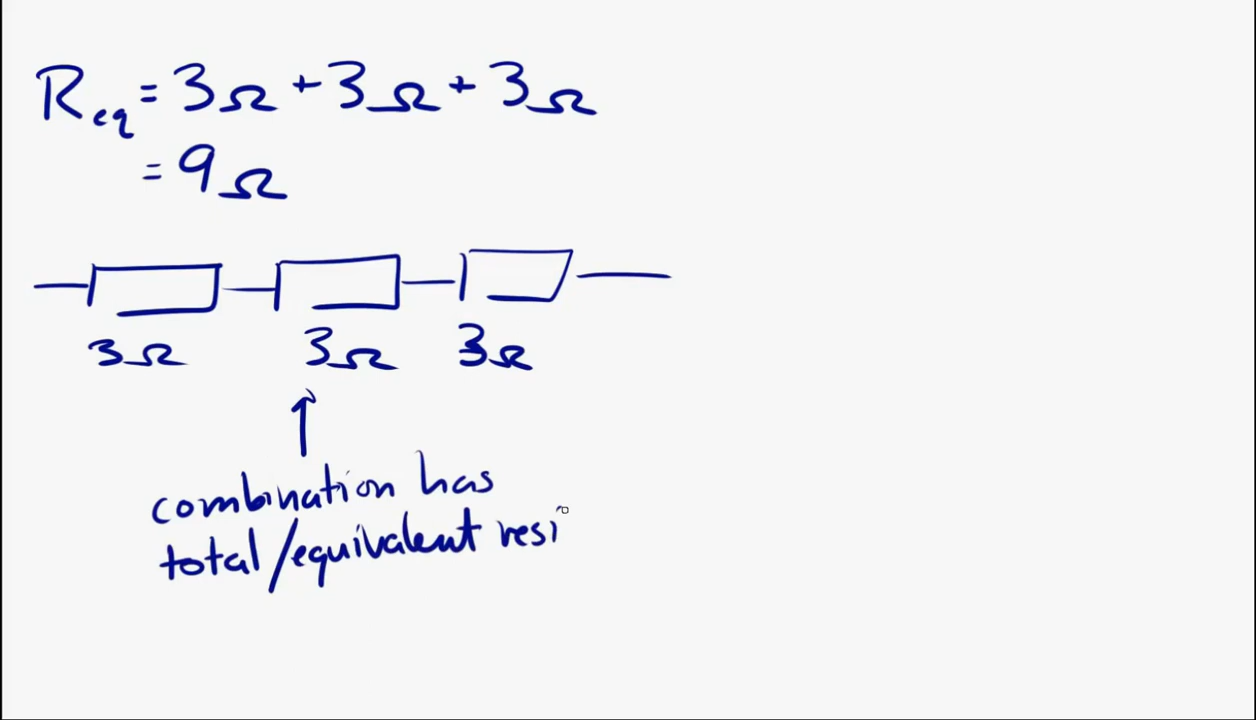 Req = 3Ω + 3Ω + 3Ω
= 9Ω
3Ω 3Ω 3Ω
combination has
total/equivalent resi